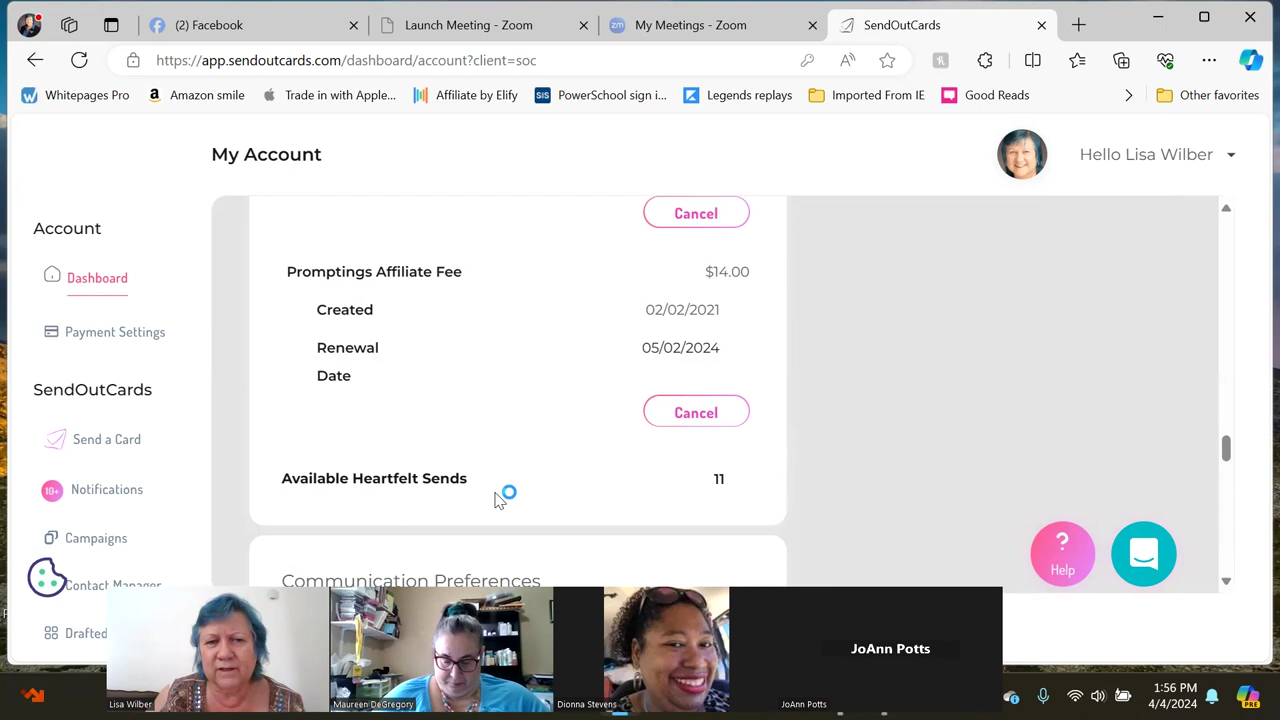 (2) Facebook
Launch Meeting - Zoom
zm
My Meetings - Zoom
SendOutCards
https://app.sendoutcards.com/dashboard/account?client=soc
Whitepages Pro
Amazon smile
Trade in with Apple...
Affiliate by Elify
SIS
PowerSchool sign i...
Legends replays
Imported From IE
Good Reads
Other favorites
My Account
Hello Lisa Wilber
Account
Dashboard
Payment Settings
SendOutCards
Send a Card
10+
Notifications
Campaigns
Contact Manager
Drafted
Cancel
Promptings Affiliate Fee
$14.00
Created
02/02/2021
Renewal
05/02/2024
Date
Cancel
Available Heartfelt Sends
11
Communication Preferences
?
Help
JoAnn Potts
Lisa Wilber
Maureen DeGregory
Dionna Stevens
JoAnn Potts
1:56 PM
4/4/2024
PRE